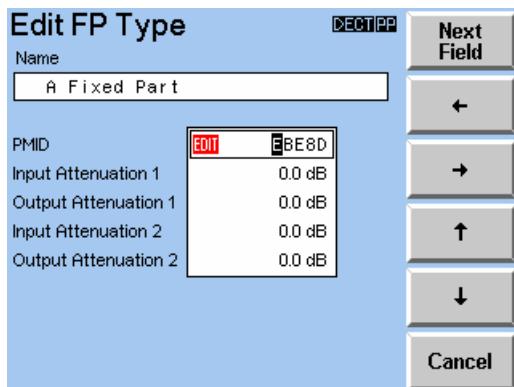 Edit FP Type
DECT PP
Name
A Fixed Part
PMID EDIT EBE8D
Input Attenuation 1 0.0 dB
Output Attenuation 1 0.0 dB
Input Attenuation 2 0.0 dB
Output Attenuation 2 0.0 dB
Next
Field
←
→
↑
↓
Cancel